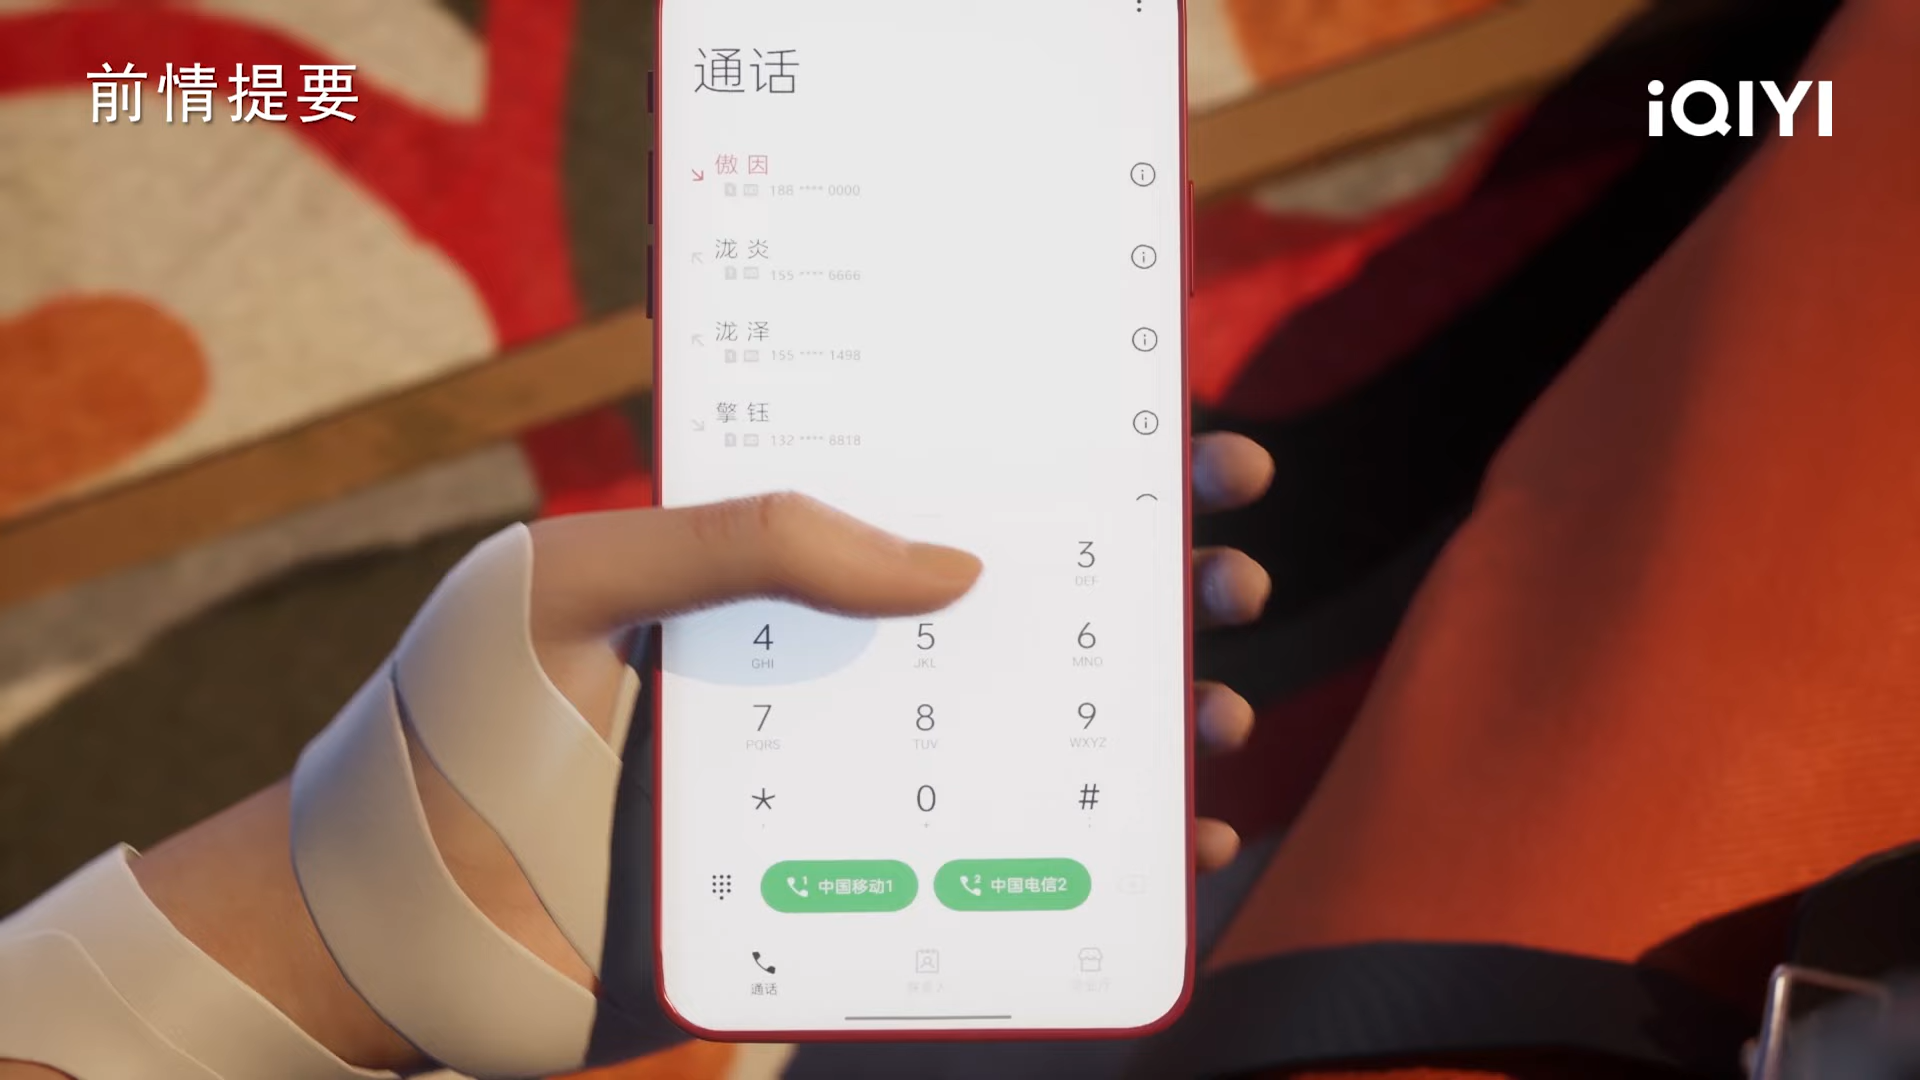 前情提要
iQIYI
通话
傲因
188 **** 0000
泷炎
155 **** 6666
泷泽
155 **** 1498
擎钰
132 **** 8818
3
DEF
4 5 6
GHI JKL MNO
7 8 9
PQRS TUV WXYZ
* 0 #
+
1 中国移动1 2 中国电信2
通话